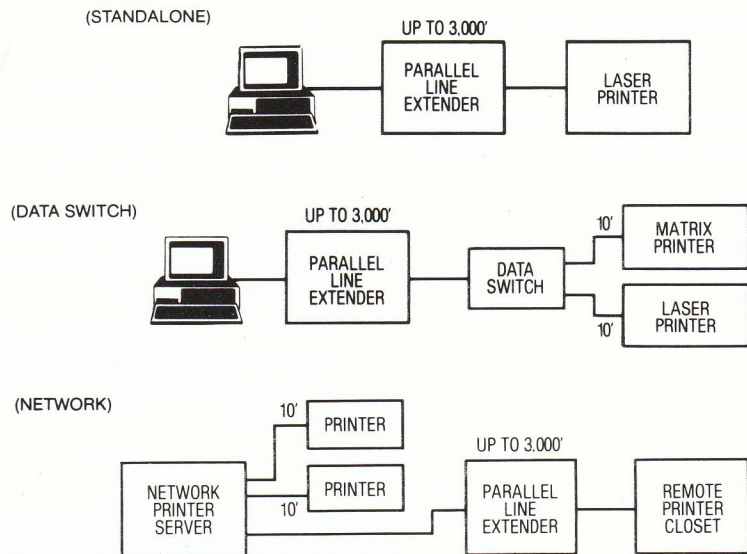 (STANDALONE)
UP TO 3,000'
PARALLEL
LINE
EXTENDER
LASER
PRINTER
(DATA SWITCH)
UP TO 3,000'
PARALLEL
LINE
EXTENDER
DATA
SWITCH
10'
MATRIX
PRINTER
10'
LASER
PRINTER
(NETWORK)
NETWORK
PRINTER
SERVER
10'
PRINTER
10'
PRINTER
UP TO 3,000'
PARALLEL
LINE
EXTENDER
REMOTE
PRINTER
CLOSET